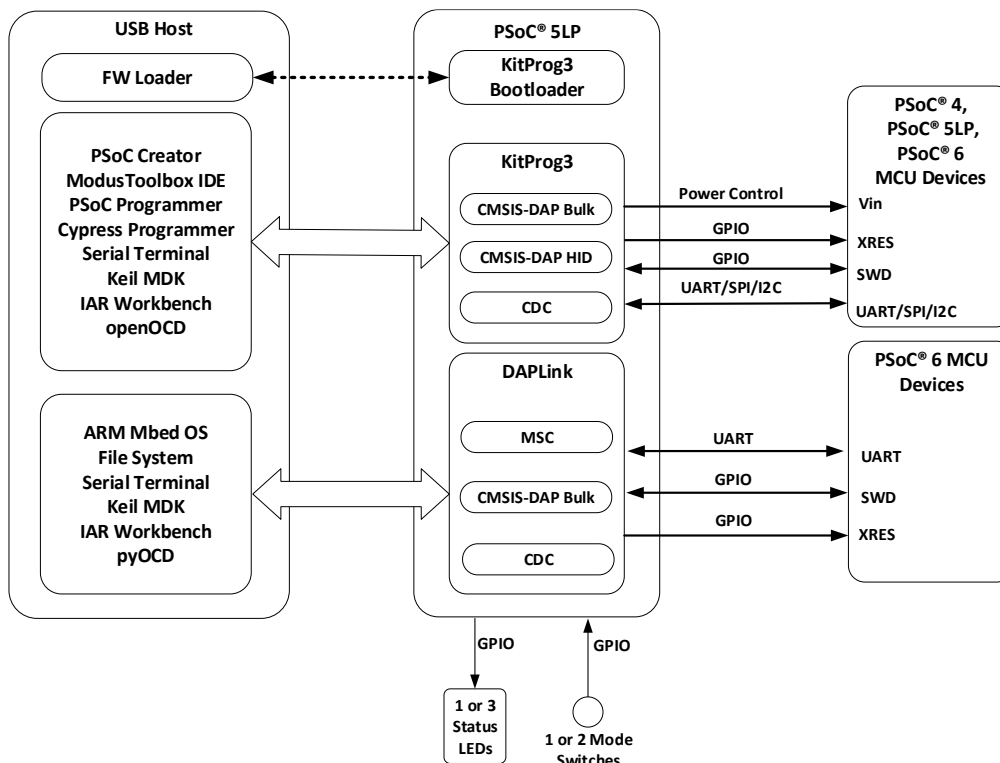 USB Host
FW Loader
PSoC Creator
ModusToolbox IDE
PSoC Programmer
Cypress Programmer
Serial Terminal
Keil MDK
IAR Workbench
openOCD
ARM Mbed OS
File System
Serial Terminal
Keil MDK
IAR Workbench
pyOCD
PSoC® 5LP
KitProg3
Bootloader
KitProg3
CMSIS-DAP Bulk
CMSIS-DAP HID
CDC
DAPLink
MSC
CMSIS-DAP Bulk
CDC
Power Control
GPIO
GPIO
UART/SPI/I2C
UART
GPIO
GPIO
PSoC® 4,
PSoC® 5LP,
PSoC® 6
MCU Devices
Vin
XRES
SWD
UART/SPI/I2C
PSoC® 6 MCU
Devices
UART
SWD
XRES
GPIO
GPIO
1 or 3
Status
LEDs
1 or 2 Mode
Switches